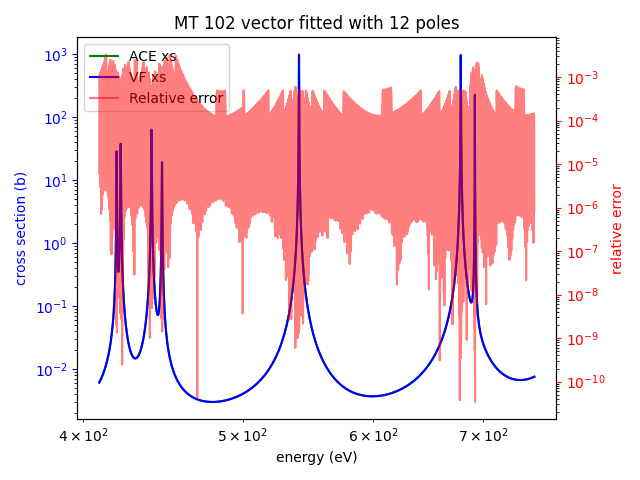 MT 102 vector fitted with 12 poles
ACE xs
VF xs
Relative error
cross section (b)
10³
10²
10¹
10⁰
10⁻¹
10⁻²
10⁻³
10⁻⁴
10⁻⁵
10⁻⁶
10⁻⁷
10⁻⁸
10⁻⁹
10⁻¹⁰
relative error
4 × 10² 5 × 10² 6 × 10² 7 × 10²
energy (eV)